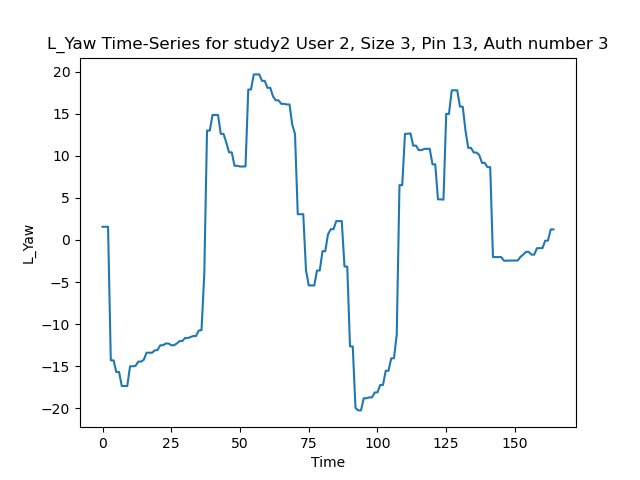 L_Yaw Time-Series for study2 User 2, Size 3, Pin 13, Auth number 3
20
15
10
5
0
−5
−10
−15
−20
L_Yaw
0 25 50 75 100 125 150
Time